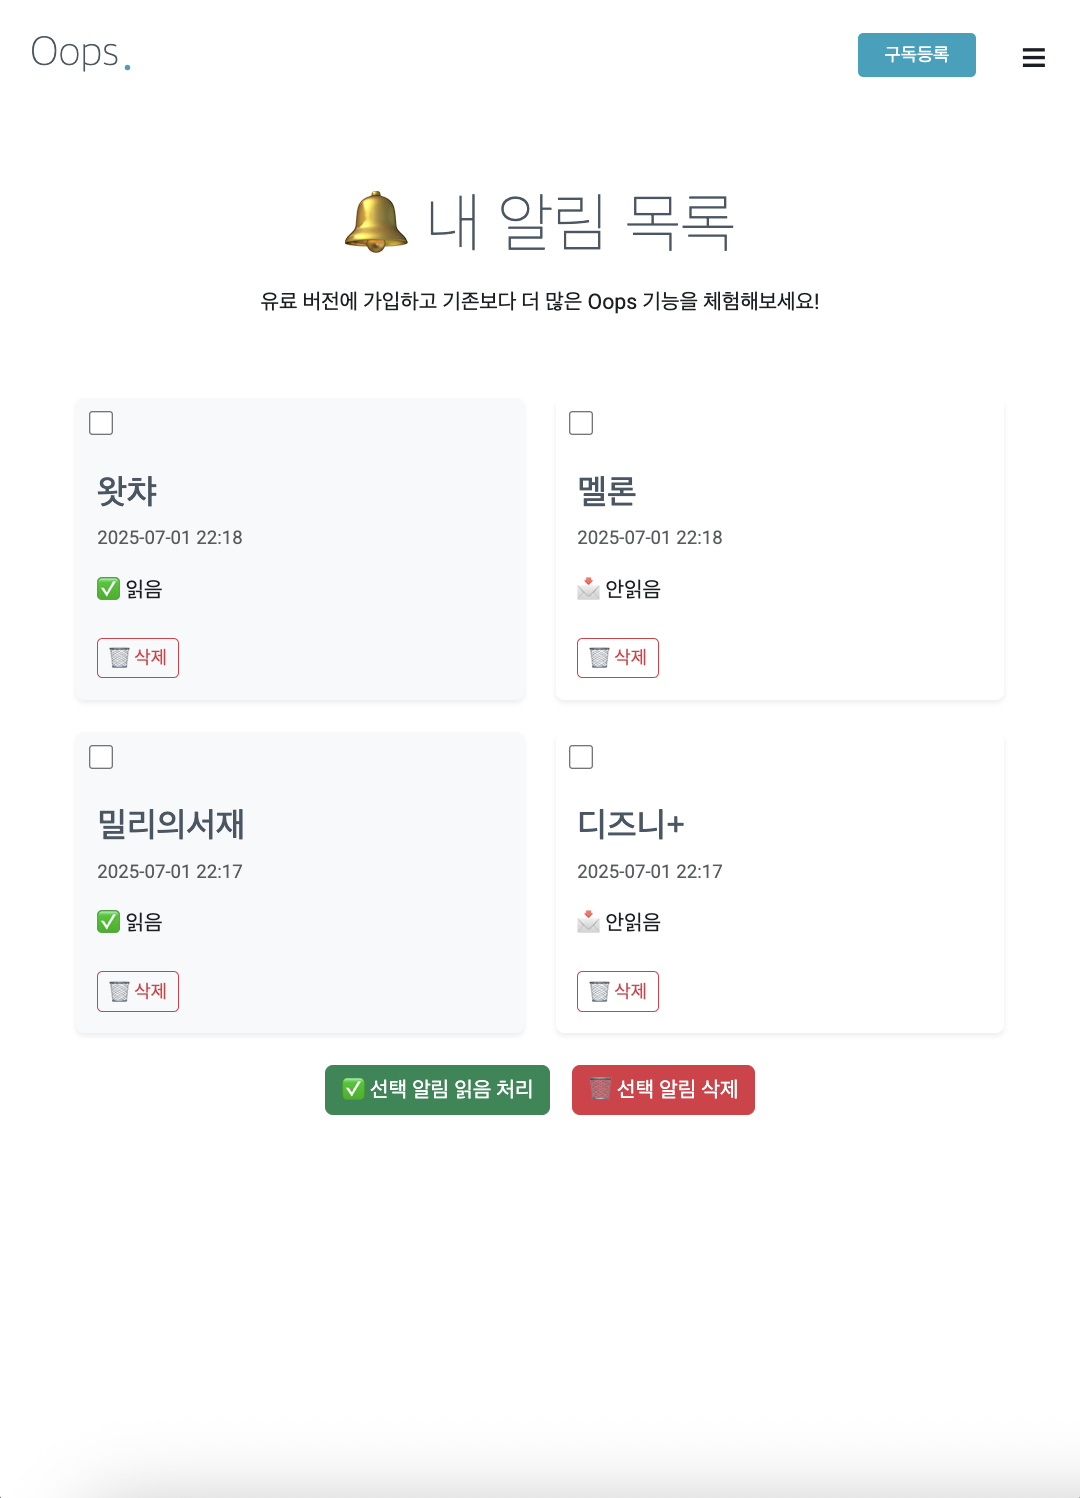 Oops.
구독등록
🔔 내 알림 목록
유료 버전에 가입하고 기존보다 더 많은 Oops 기능을 체험해보세요!
왓챠
2025-07-01 22:18
✅ 읽음
🗑️ 삭제
멜론
2025-07-01 22:18
📩 안읽음
🗑️ 삭제
밀리의서재
2025-07-01 22:17
✅ 읽음
🗑️ 삭제
디즈니+
2025-07-01 22:17
📩 안읽음
🗑️ 삭제
✅ 선택 알림 읽음 처리
🗑️ 선택 알림 삭제